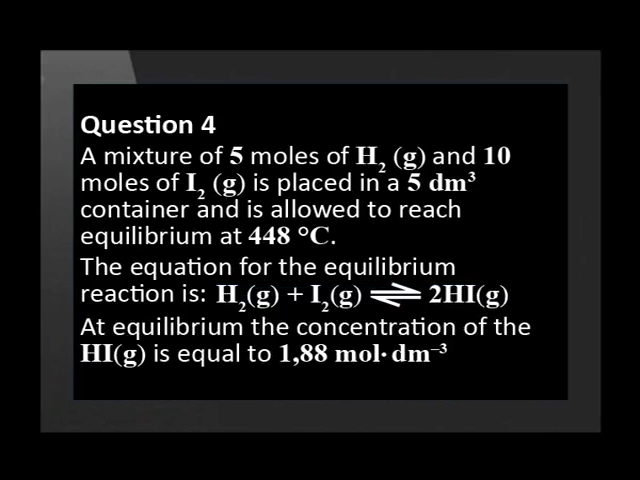 Question 4
A mixture of 5 moles of H₂ (g) and 10
moles of I₂ (g) is placed in a 5 dm³
container and is allowed to reach
equilibrium at 448 °C.
The equation for the equilibrium
reaction is: H₂(g) + I₂(g) ⇌ 2HI(g)
At equilibrium the concentration of the
HI(g) is equal to 1,88 mol·dm⁻³